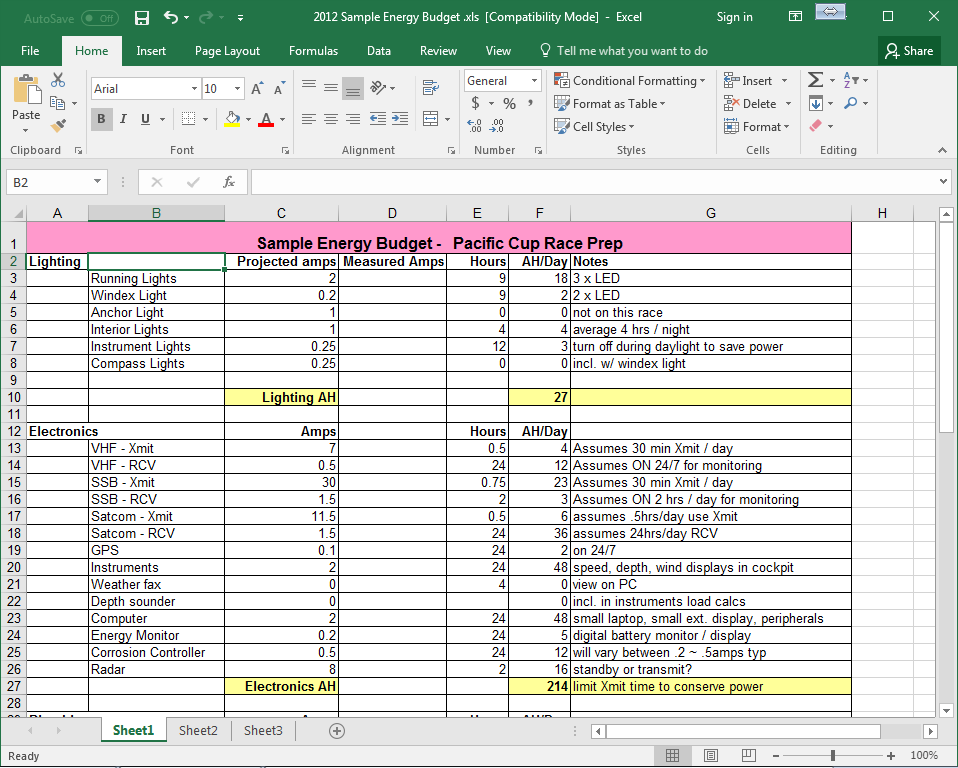 AutoSave Off 2012 Sample Energy Budget .xls [Compatibility Mode] - Excel Sign in
File Home Insert Page Layout Formulas Data Review View Tell me what you want to do Share
Paste Arial 10 A A General Conditional Formatting Insert
B I U A $ % , Format as Table Delete
Cell Styles Format
Clipboard Font Alignment Number Styles Cells Editing
B2 fx
A B C D E F G H
1 Sample Energy Budget - Pacific Cup Race Prep
2 Lighting Projected amps Measured Amps Hours AH/Day Notes
3 Running Lights 2 9 18 3 x LED
4 Windex Light 0.2 9 2 2 x LED
5 Anchor Light 1 0 0 not on this race
6 Interior Lights 1 4 4 average 4 hrs / night
7 Instrument Lights 0.25 12 3 turn off during daylight to save power
8 Compass Lights 0.25 0 0 incl. w/ windex light
9
10 Lighting AH 27
11
12 Electronics Amps Hours AH/Day
13 VHF - Xmit 7 0.5 4 Assumes 30 min Xmit / day
14 VHF - RCV 0.5 24 12 Assumes ON 24/7 for monitoring
15 SSB - Xmit 30 0.75 23 Assumes 30 min Xmit / day
16 SSB - RCV 1.5 2 3 Assumes ON 2 hrs / day for monitoring
17 Satcom - Xmit 11.5 0.5 6 assumes .5hrs/day use Xmit
18 Satcom - RCV 1.5 24 36 assumes 24hrs/day RCV
19 GPS 0.1 24 2 on 24/7
20 Instruments 2 24 48 speed, depth, wind displays in cockpit
21 Weather fax 0 4 0 view on PC
22 Depth sounder 0 0 incl. in instruments load calcs
23 Computer 2 24 48 small laptop, small ext. display, peripherals
24 Energy Monitor 0.2 24 5 digital battery monitor / display
25 Corrosion Controller 0.5 24 12 will vary between .2 ~ .5amps typ
26 Radar 8 2 16 standby or transmit?
27 Electronics AH 214 limit Xmit time to conserve power
28
Sheet1 Sheet2 Sheet3
Ready 100%